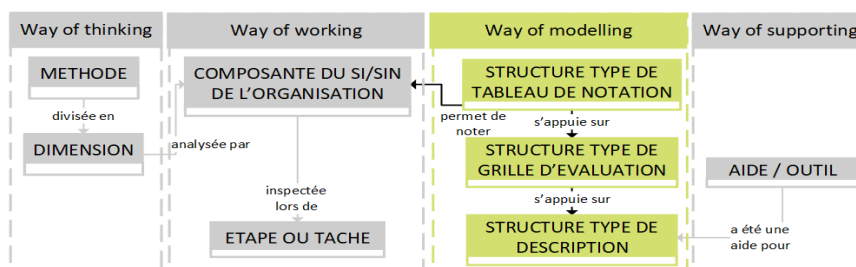 Way of thinking
Way of working
Way of modelling
Way of supporting
METHODE
divisée en
DIMENSION
analysée par
COMPOSANTE DU SI/SIN
DE L’ORGANISATION
inspectée
lors de
ETAPE OU TACHE
permet de
noter
STRUCTURE TYPE DE
TABLEAU DE NOTATION
s’appuie sur
STRUCTURE TYPE DE
GRILLE D’EVALUATION
s’appuie sur
STRUCTURE TYPE DE
DESCRIPTION
AIDE / OUTIL
a été une
aide pour